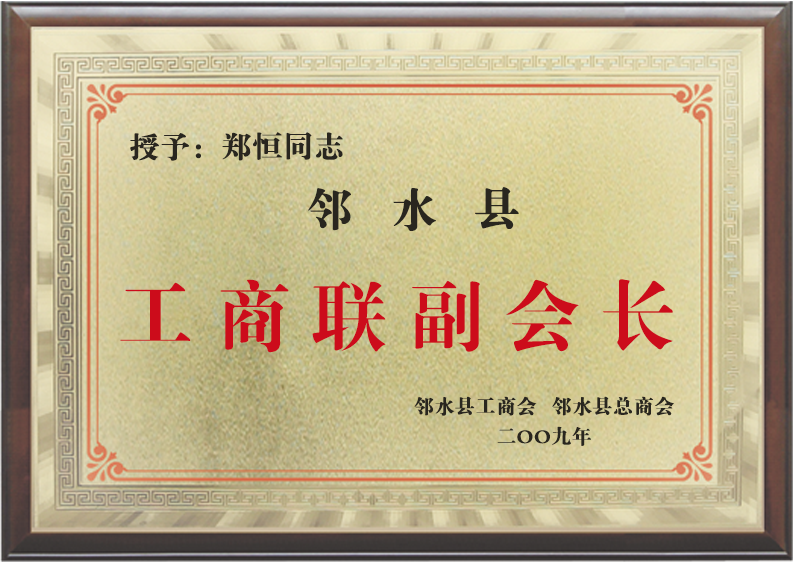 授予：郑恒同志
邻水县
工商联副会长
邻水县工商会 邻水县总商会
二OO九年